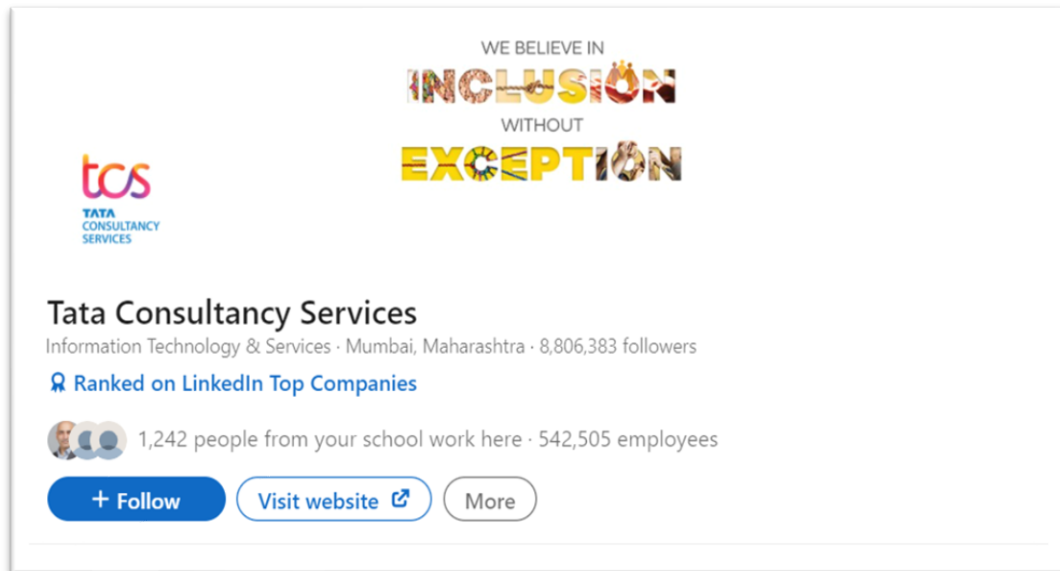 WE BELIEVE IN
INCLUSION
WITHOUT
EXCEPTION
tcs
TATA
CONSULTANCY
SERVICES
Tata Consultancy Services
Information Technology & Services · Mumbai, Maharashtra · 8,806,383 followers
Ranked on LinkedIn Top Companies
1,242 people from your school work here · 542,505 employees
+ Follow
Visit website
More